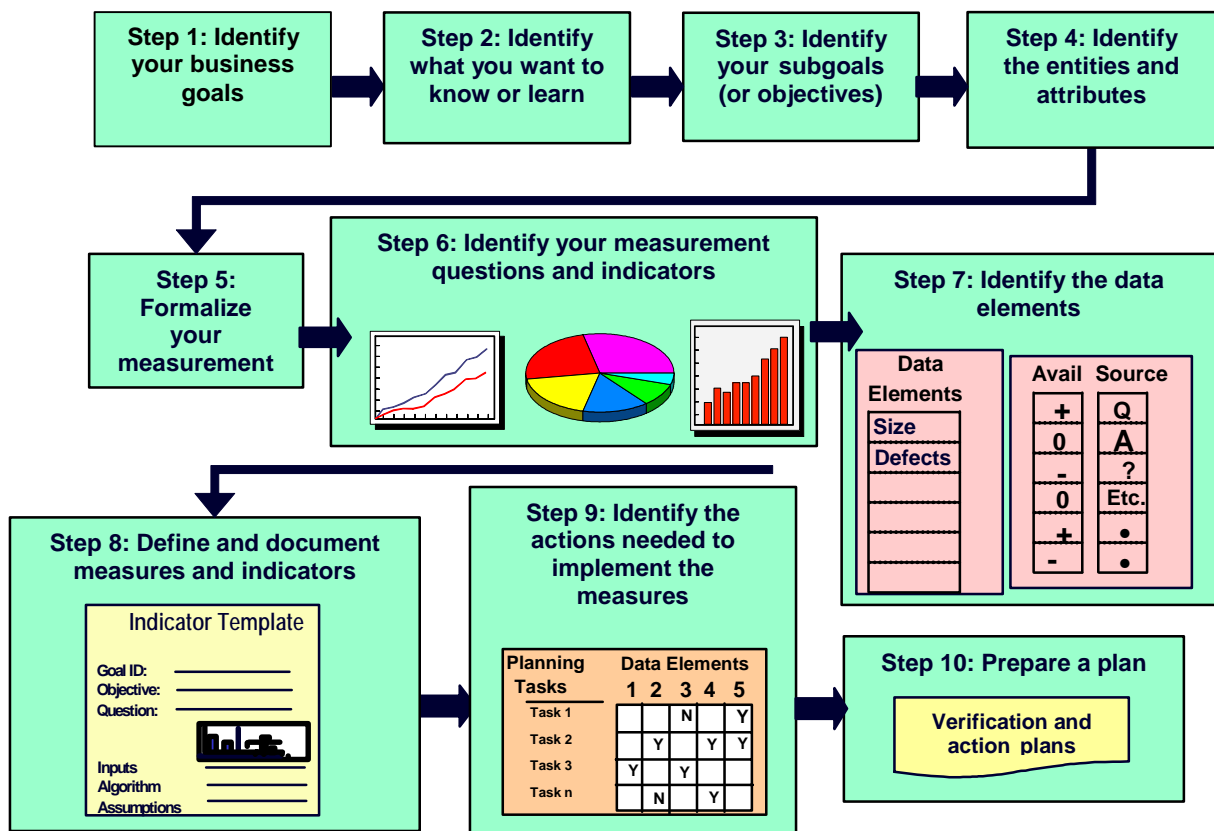 Step 1: Identify
your business
goals
Step 2: Identify
what you want to
know or learn
Step 3: Identify
your subgoals
(or objectives)
Step 4: Identify
the entities and
attributes
Step 5:
Formalize
your
measurement
Step 6: Identify your measurement
questions and indicators
Step 7: Identify the data
elements
Data
Elements
Size
Defects
Avail Source
+ Q
0 A
- ?
0 Etc.
+ •
- •
Step 8: Define and document
measures and indicators
Indicator Template
Goal ID:
Objective:
Question:
Inputs
Algorithm
Assumptions
Step 9: Identify the
actions needed to
implement the
measures
Planning Data Elements
Tasks 1 2 3 4 5
Task 1 N Y
Task 2 Y Y Y
Task 3 Y Y
Task n N Y
Step 10: Prepare a plan
Verification and
action plans